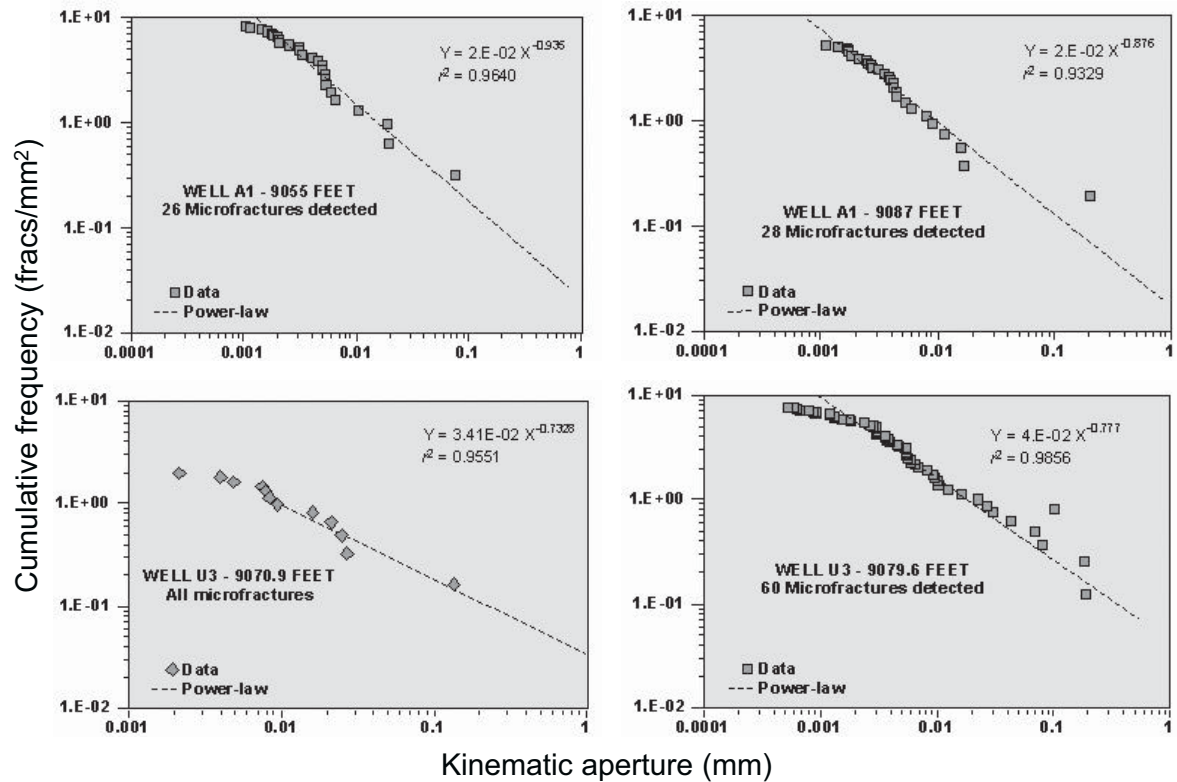 Cumulative frequency (fracs/mm²)
1.E+01
1.E+00
1.E-01
1.E-02
Y = 2.E-02 X^-0.935
r² = 0.9640
WELL A1 - 9055 FEET
26 Microfractures detected
Data
Power-law
0.0001
0.001
0.01
0.1
1
1.E+01
1.E+00
1.E-01
1.E-02
Y = 2.E-02 X^-0.876
r² = 0.9329
WELL A1 - 9087 FEET
28 Microfractures detected
Data
Power-law
0.0001
0.001
0.01
0.1
1
1.E+01
1.E+00
1.E-01
1.E-02
Y = 3.41E-02 X^-0.7328
r² = 0.9551
WELL U3 - 9070.9 FEET
All microfractures
Data
Power-law
0.001
0.01
0.1
1
1.E+01
1.E+00
1.E-01
1.E-02
Y = 4.E-02 X^-0.777
r² = 0.9856
WELL U3 - 9079.6 FEET
60 Microfractures detected
Data
Power-law
0.0001
0.001
0.01
0.1
1
Kinematic aperture (mm)